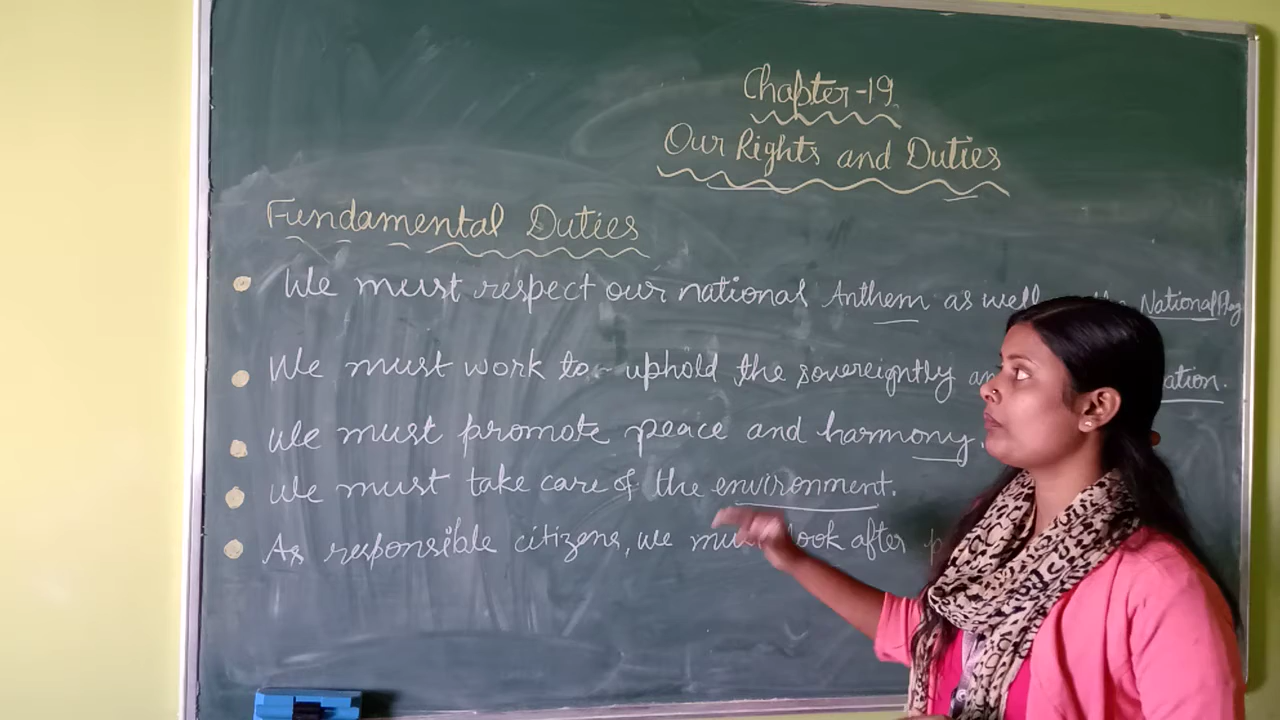 Chapter-19
Our Rights and Duties
Fundamental Duties
We must respect our national Anthem as well National Flag
We must work to uphold the sovereigntly
We must promote peace and harmony.
We must take care of the environment.
As responsible citizens, we must look after